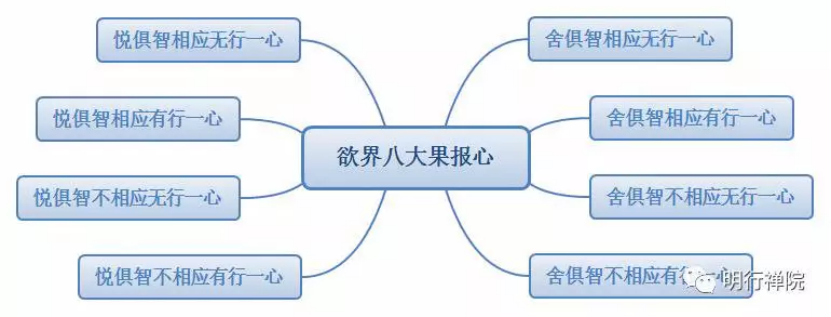 欲界八大果报心
悦俱智相应无行一心
悦俱智相应有行一心
悦俱智不相应无行一心
悦俱智不相应有行一心
舍俱智相应无行一心
舍俱智相应有行一心
舍俱智不相应无行一心
舍俱智不相应有行一心
明行禅院